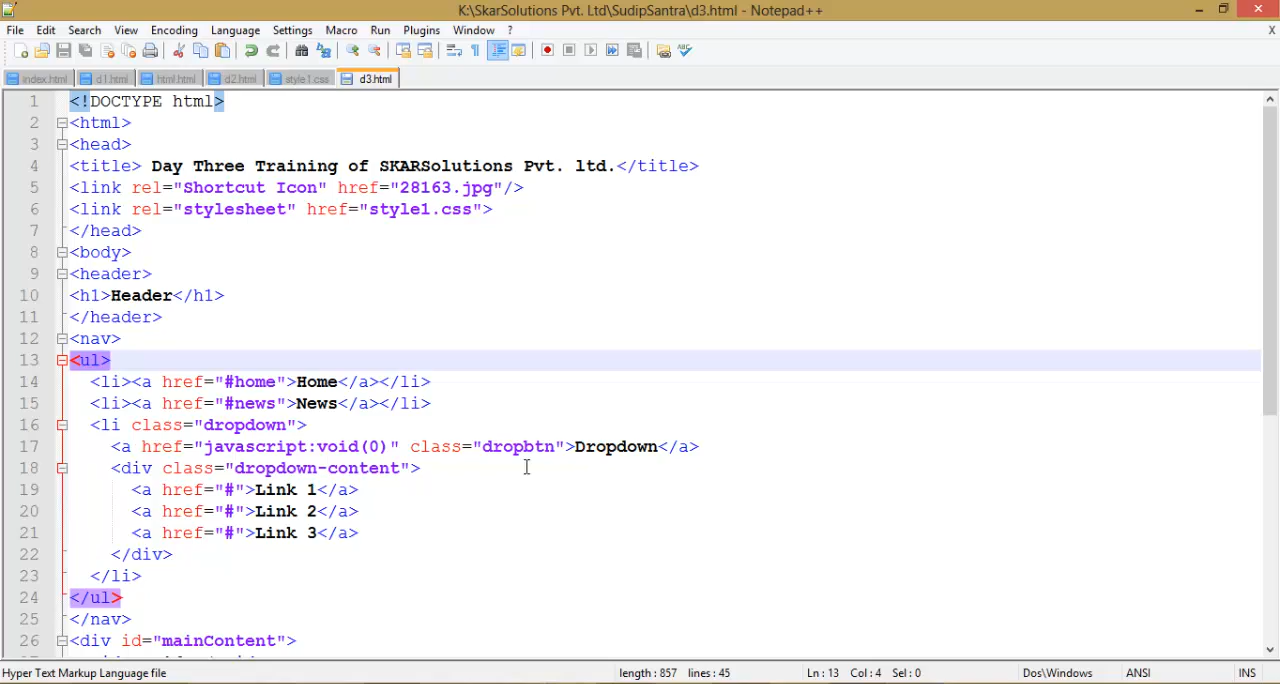 K:\SkarSolutions Pvt. Ltd\SudipSantra\d3.html - Notepad++
File Edit Search View Encoding Language Settings Macro Run Plugins Window ? X
index.html d1.html html.html d2.html style1.css d3.html
1 <!DOCTYPE html>
2 <html>
3 <head>
4 <title> Day Three Training of SKARSolutions Pvt. ltd.</title>
5 <link rel="Shortcut Icon" href="28163.jpg"/>
6 <link rel="stylesheet" href="style1.css">
7 </head>
8 <body>
9 <header>
10 <h1>Header</h1>
11 </header>
12 <nav>
13 <ul>
14 <li><a href="#home">Home</a></li>
15 <li><a href="#news">News</a></li>
16 <li class="dropdown">
17 <a href="javascript:void(0)" class="dropbtn">Dropdown</a>
18 <div class="dropdown-content">
19 <a href="#">Link 1</a>
20 <a href="#">Link 2</a>
21 <a href="#">Link 3</a>
22 </div>
23 </li>
24 </ul>
25 </nav>
26 <div id="mainContent">
Hyper Text Markup Language file length : 857 lines : 45 Ln : 13 Col : 4 Sel : 0 Dos\Windows ANSI INS